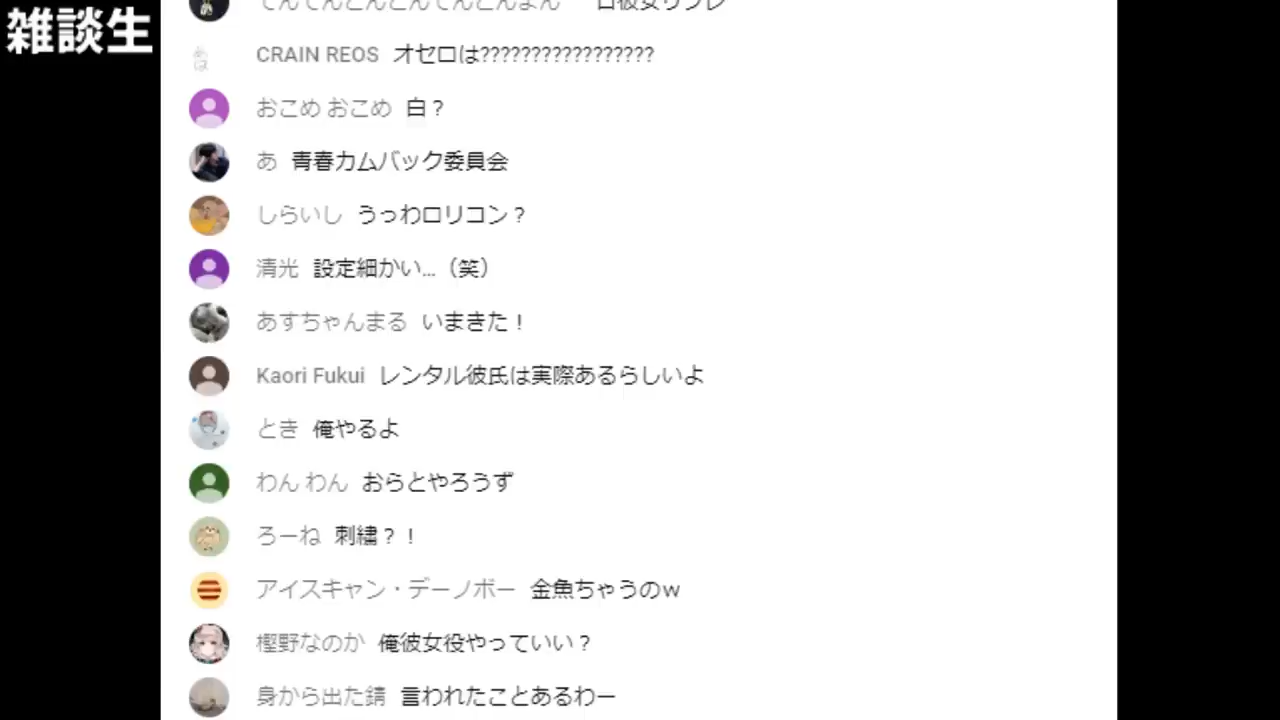 雑談生
CRAIN REOS オセロは?????????????????
おこめ おこめ 白？
あ 青春カムバック委員会
しらいし うっわロリコン？
清光 設定細かい...（笑）
あすちゃんまる いまきた！
Kaori Fukui レンタル彼氏は実際あるらしいよ
とき 俺やるよ
わん わん おらとやろうず
ろーね 刺繡？！
アイスキャン・デーノボー 金魚ちゃうのｗ
樫野なのか 俺彼女役やっていい？
身から出た錆 言われたことあるわー